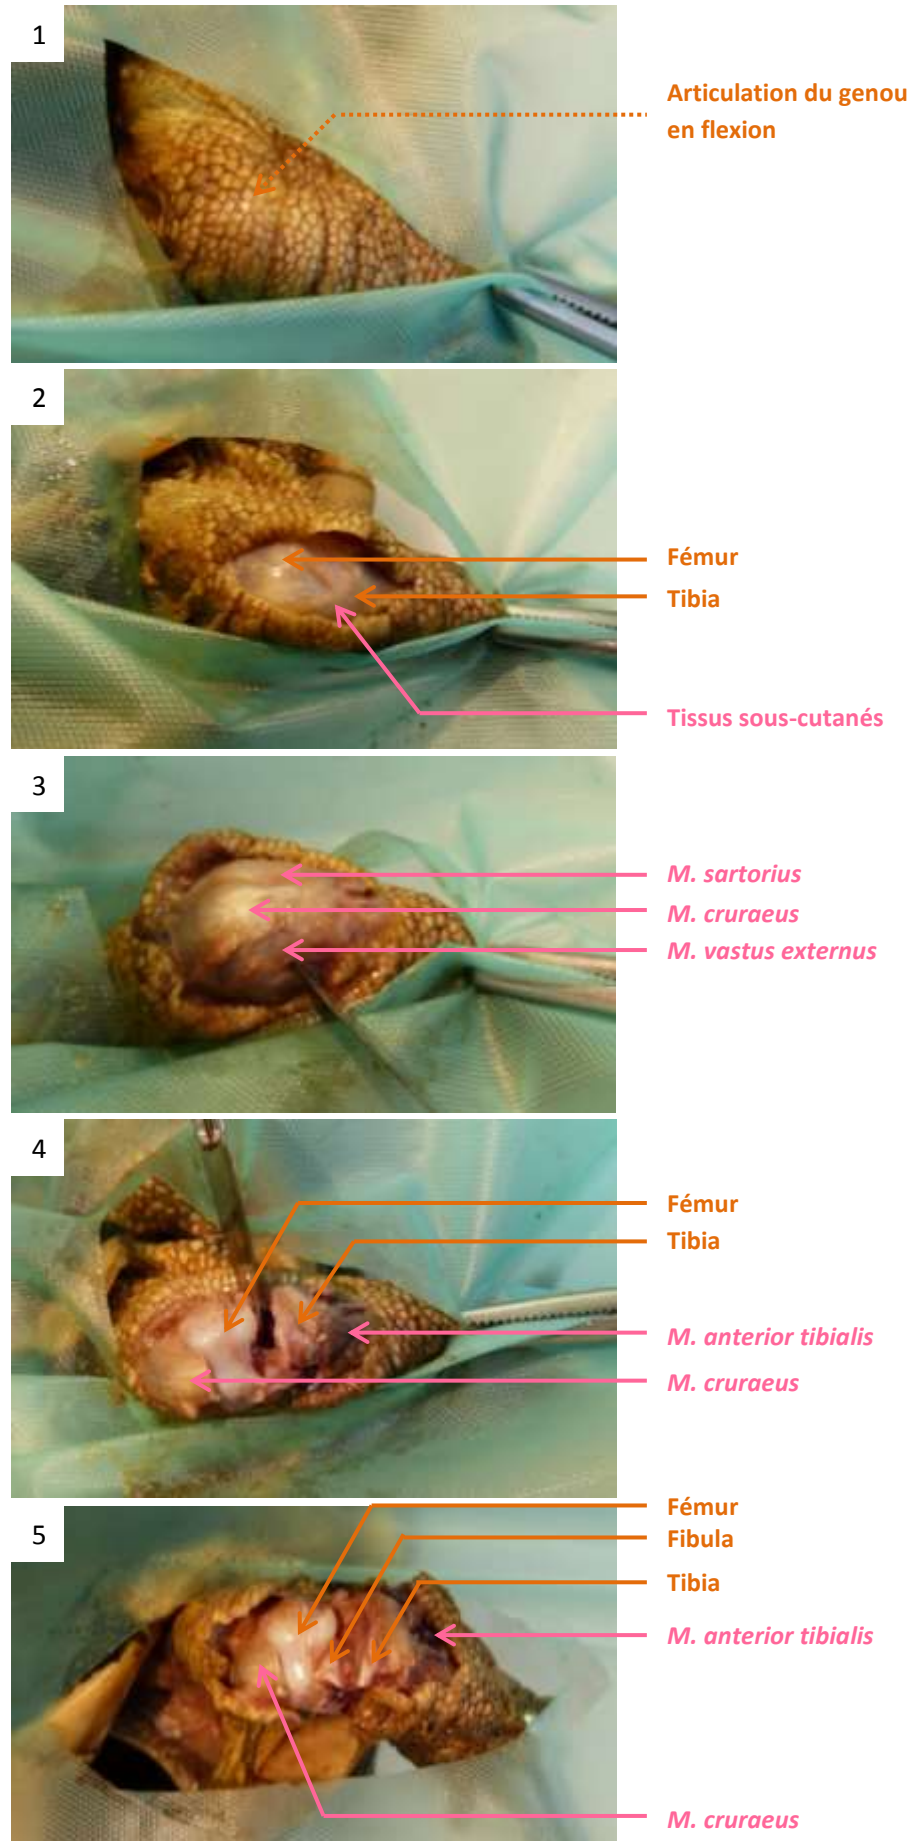 1
Articulation du genou
en flexion
2
Fémur
Tibia
Tissus sous-cutanés
3
M. sartorius
M. cruraeus
M. vastus externus
4
Fémur
Tibia
M. anterior tibialis
M. cruraeus
5
Fémur
Fibula
Tibia
M. anterior tibialis
M. cruraeus